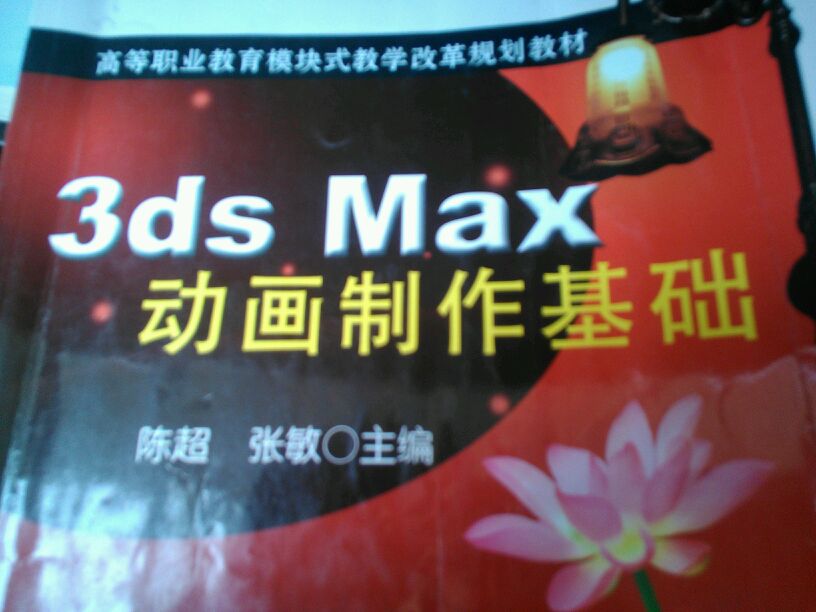 高等职业教育模块式教学改革规划教材
3ds Max
动画制作基础
陈超 张敏○主编